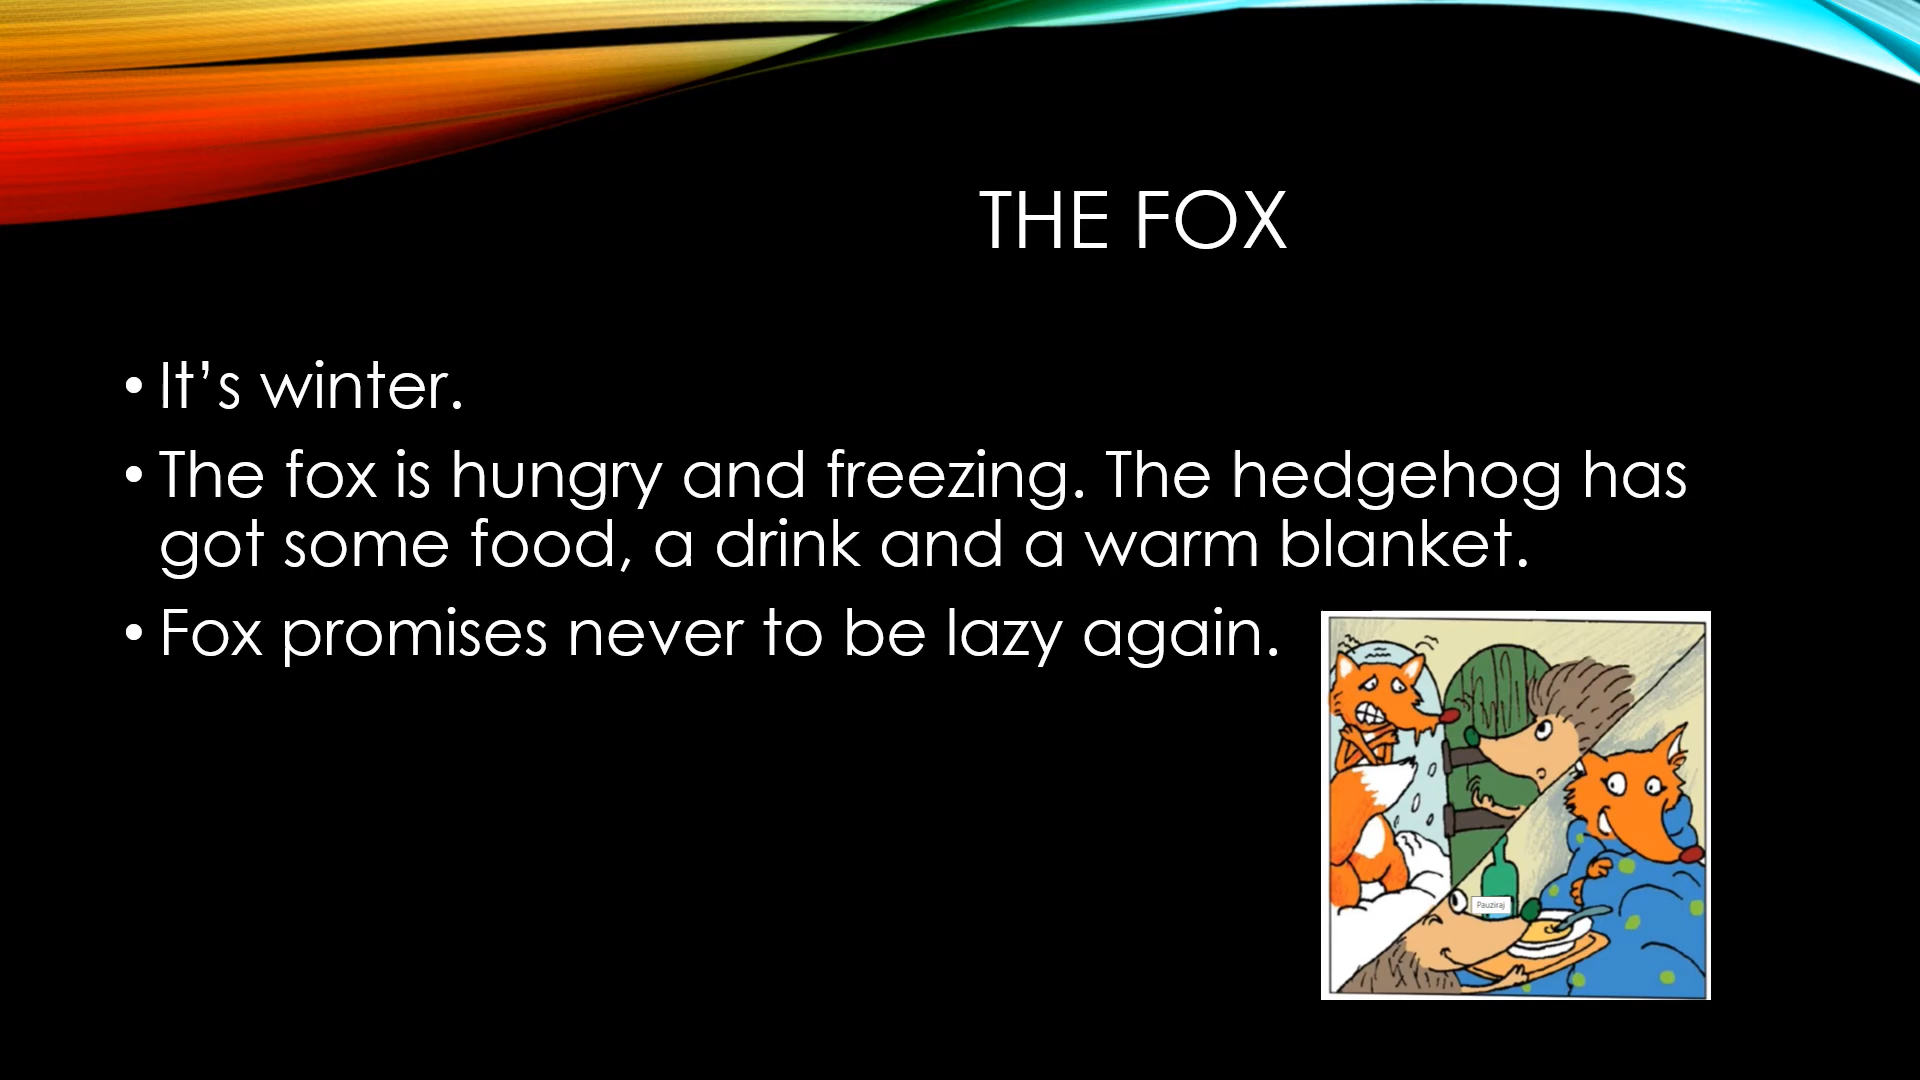 THE FOX
• It’s winter.
• The fox is hungry and freezing. The hedgehog has
got some food, a drink and a warm blanket.
• Fox promises never to be lazy again.
Pauziraj